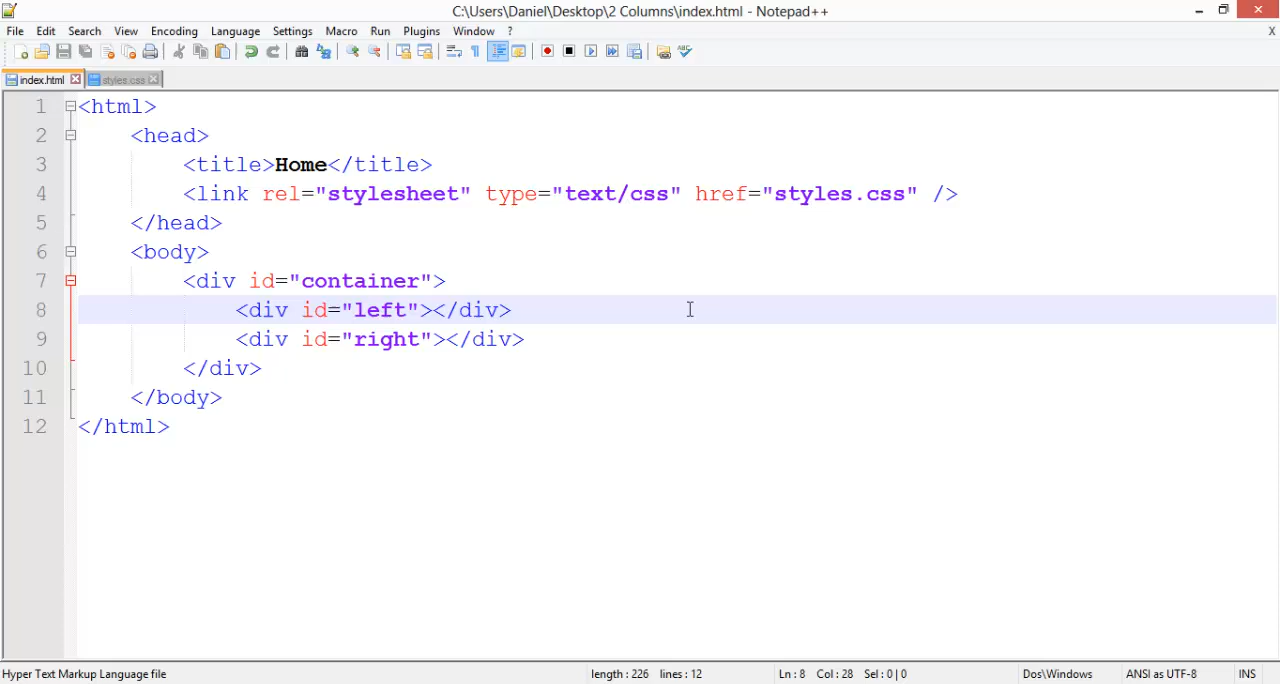 C:\Users\Daniel\Desktop\2 Columns\index.html - Notepad++
File Edit Search View Encoding Language Settings Macro Run Plugins Window ? X
index.html styles.css
1 <html>
2 <head>
3 <title>Home</title>
4 <link rel="stylesheet" type="text/css" href="styles.css" />
5 </head>
6 <body>
7 <div id="container">
8 <div id="left"></div>
9 <div id="right"></div>
10 </div>
11 </body>
12 </html>
Hyper Text Markup Language file length : 226 lines : 12 Ln : 8 Col : 28 Sel : 0 | 0 Dos\Windows ANSI as UTF-8 INS